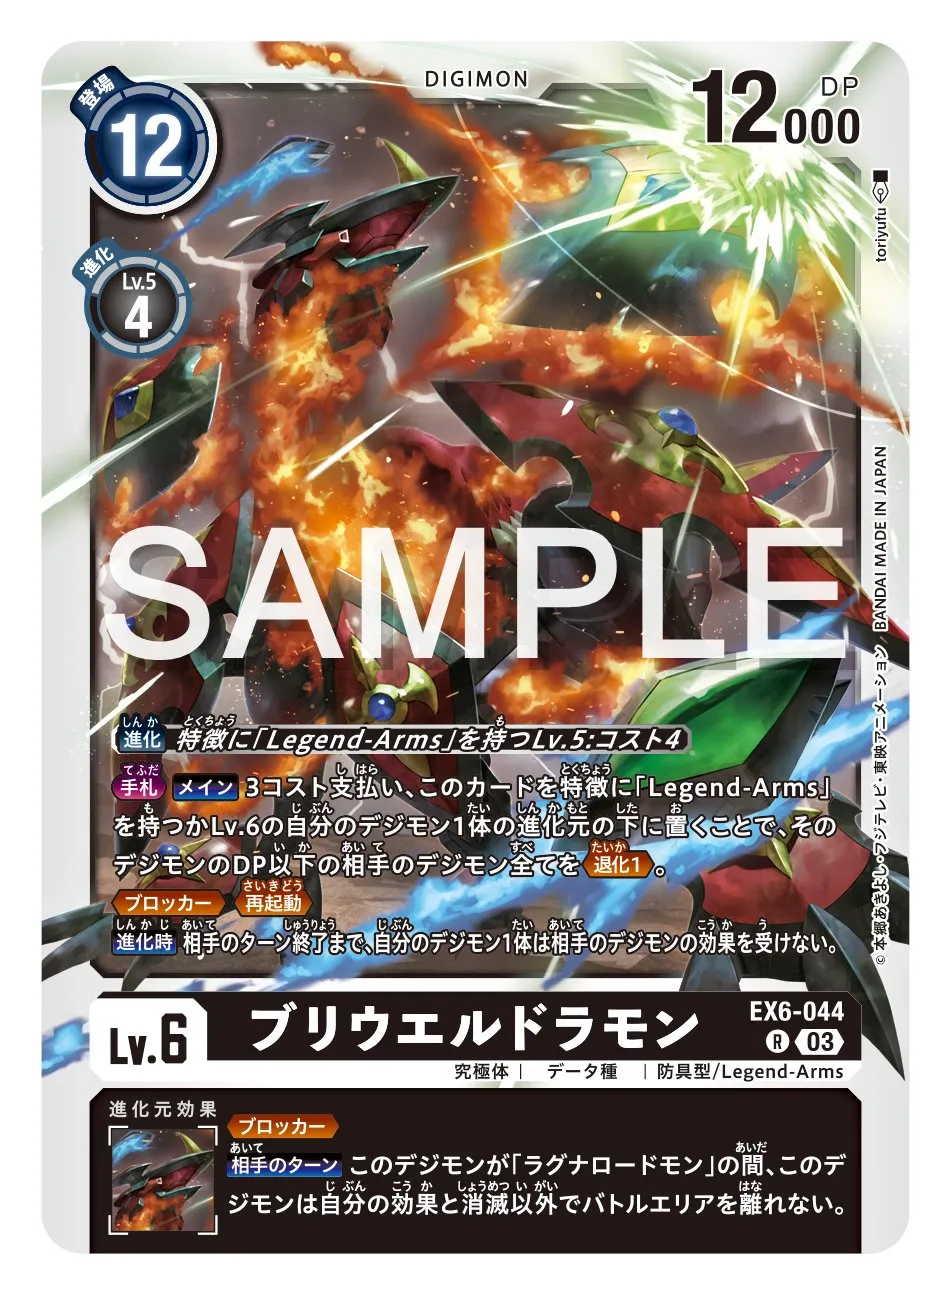 DIGIMON
登場
12
12000
DP
進化
Lv.5
4
toriyufu
SAMPLE
進化 特徴に「Legend-Arms」を持つLv.5:コスト4
手札 メイン 3コスト支払い、このカードを特徴に「Legend-Arms」
を持つかLv.6の自分のデジモン1体の進化元の下に置くことで、その
デジモンのDP以下の相手のデジモン全てを 退化1 。
ブロッカー 再起動
進化時 相手のターン終了まで、自分のデジモン1体は相手のデジモンの効果を受けない。
©本郷あきよし・フジテレビ・東映アニメーション BANDAI MADE IN JAPAN
Lv.6
ブリウエルドラモン
EX6-044
R 03
究極体 | データ種 | 防具型/Legend-Arms
進化元効果
ブロッカー
相手のターン このデジモンが「ラグナロードモン」の間、このデ
ジモンは自分の効果と消滅以外でバトルエリアを離れない。